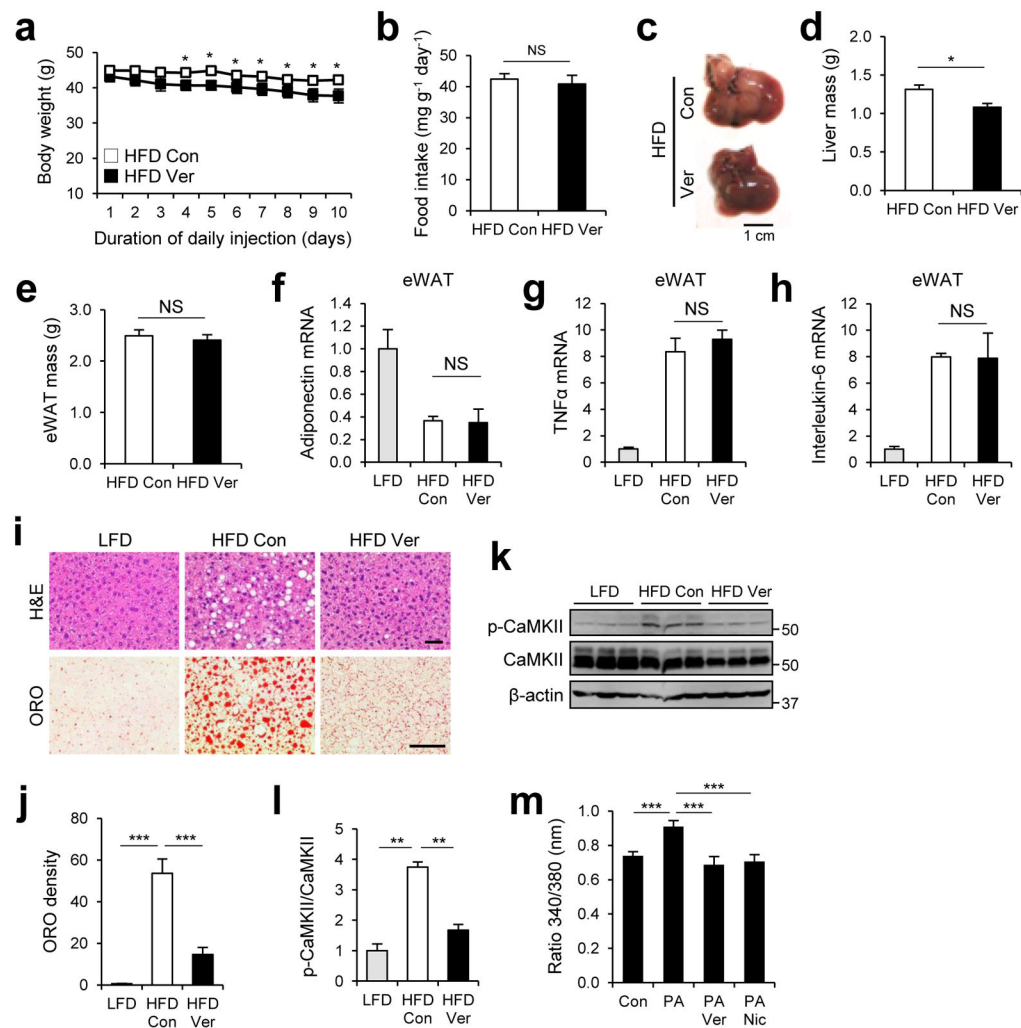 a
Body weight (g)
50
40
30
20
10
* * * * * * *
HFD Con
HFD Ver
1 2 3 4 5 6 7 8 9 10
Duration of daily injection (days)
b
Food intake (mg g⁻¹ day⁻¹)
60
50
40
30
20
10
0
NS
HFD Con HFD Ver
c
HFD
Con
Ver
1 cm
d
Liver mass (g)
2.0
1.5
1.0
0.5
0.0
*
HFD Con HFD Ver
e
eWAT mass (g)
3.0
2.0
1.0
0.0
NS
HFD Con HFD Ver
f
eWAT
Adiponectin mRNA
1.4
1.2
1.0
0.8
0.6
0.4
0.2
0.0
NS
LFD HFD Con HFD Ver
g
eWAT
TNFα mRNA
12
10
8
6
4
2
0
NS
LFD HFD Con HFD Ver
h
eWAT
Interleukin-6 mRNA
12
10
8
6
4
2
0
NS
LFD HFD Con HFD Ver
i
LFD HFD Con HFD Ver
H&E
ORO
k
LFD HFD Con HFD Ver
p-CaMKII
50
CaMKII
50
β-actin
37
j
ORO density
80
60
40
20
0
*** ***
LFD HFD Con HFD Ver
l
p-CaMKII/CaMKII
5
4
3
2
1
0
** **
LFD HFD Con HFD Ver
m
Ratio 340/380 (nm)
1.0
0.8
0.6
0.4
0.2
0.0
***
*** ***
Con PA PA Ver PA Nic